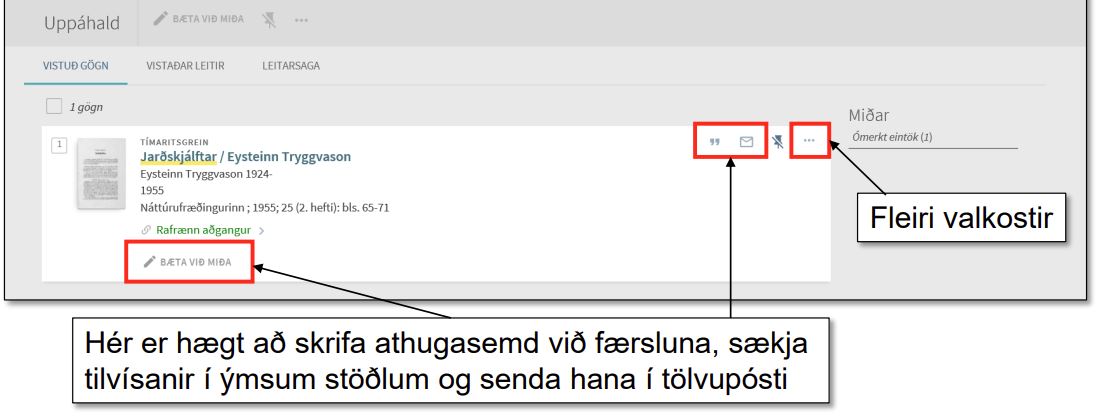 Uppáhald
BÆTA VIÐ MIÐA
VISTUÐ GÖGN
VISTAÐAR LEITIR
LEITARSAGA
1 gögn
Miðar
Ómerkt eintök (1)
1
TÍMARITSGREIN
Jarðskjálftar / Eysteinn Tryggvason
Eysteinn Tryggvason 1924-
1955
Náttúrufræðingurinn ; 1955; 25 (2. hefti): bls. 65-71
Rafrænn aðgangur
BÆTA VIÐ MIÐA
Fleiri valkostir
Hér er hægt að skrifa athugasemd við færsluna, sækja
tilvísanir í ýmsum stöðlum og senda hana í tölvupósti